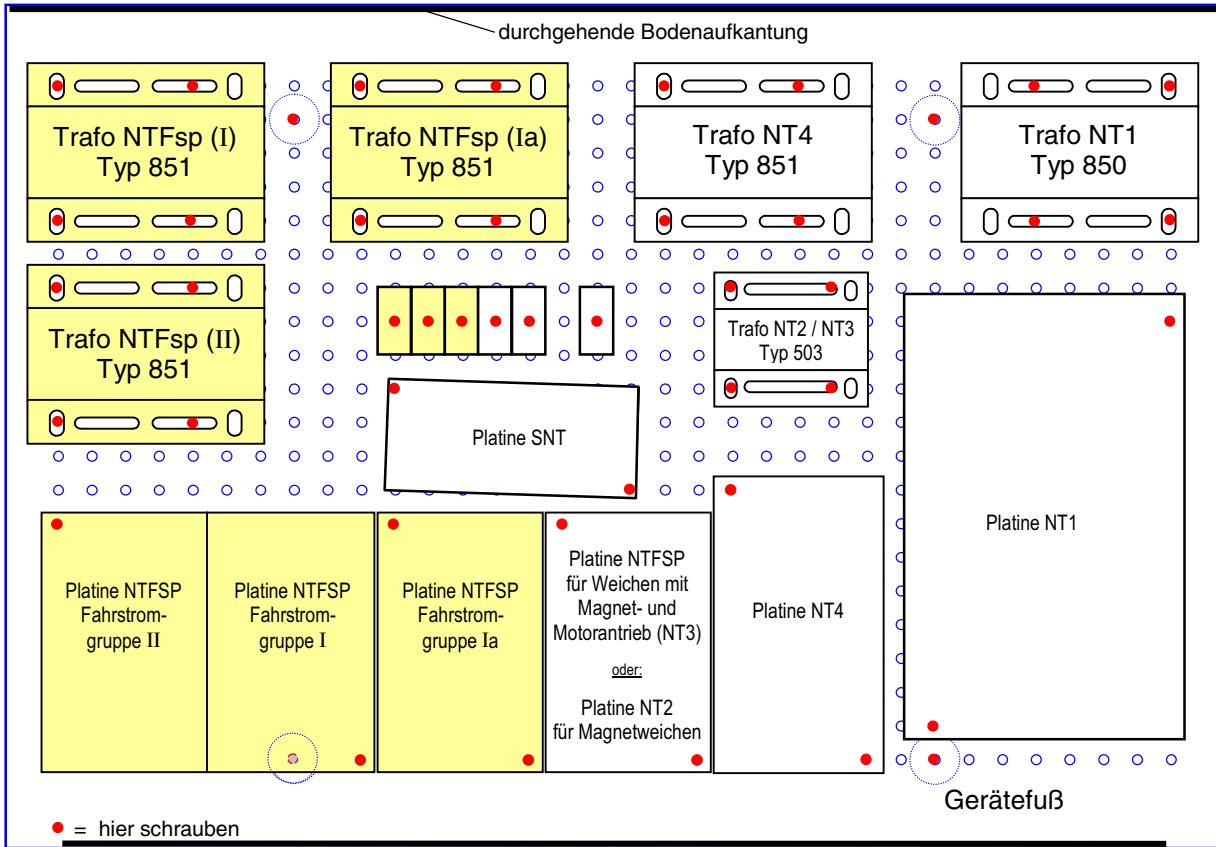 durchgehende Bodenaufkantung
Trafo NTFsp (I)
Typ 851
Trafo NTFsp (Ia)
Typ 851
Trafo NT4
Typ 851
Trafo NT1
Typ 850
Trafo NTFsp (II)
Typ 851
Trafo NT2 / NT3
Typ 503
Platine SNT
Platine NT1
Platine NTFSP
Fahrstrom-
gruppe II
Platine NTFSP
Fahrstrom-
gruppe I
Platine NTFSP
Fahrstrom-
gruppe Ia
Platine NTFSP
für Weichen mit
Magnet- und
Motorantrieb (NT3)
oder:
Platine NT2
für Magnetweichen
Platine NT4
Gerätefuß
= hier schrauben